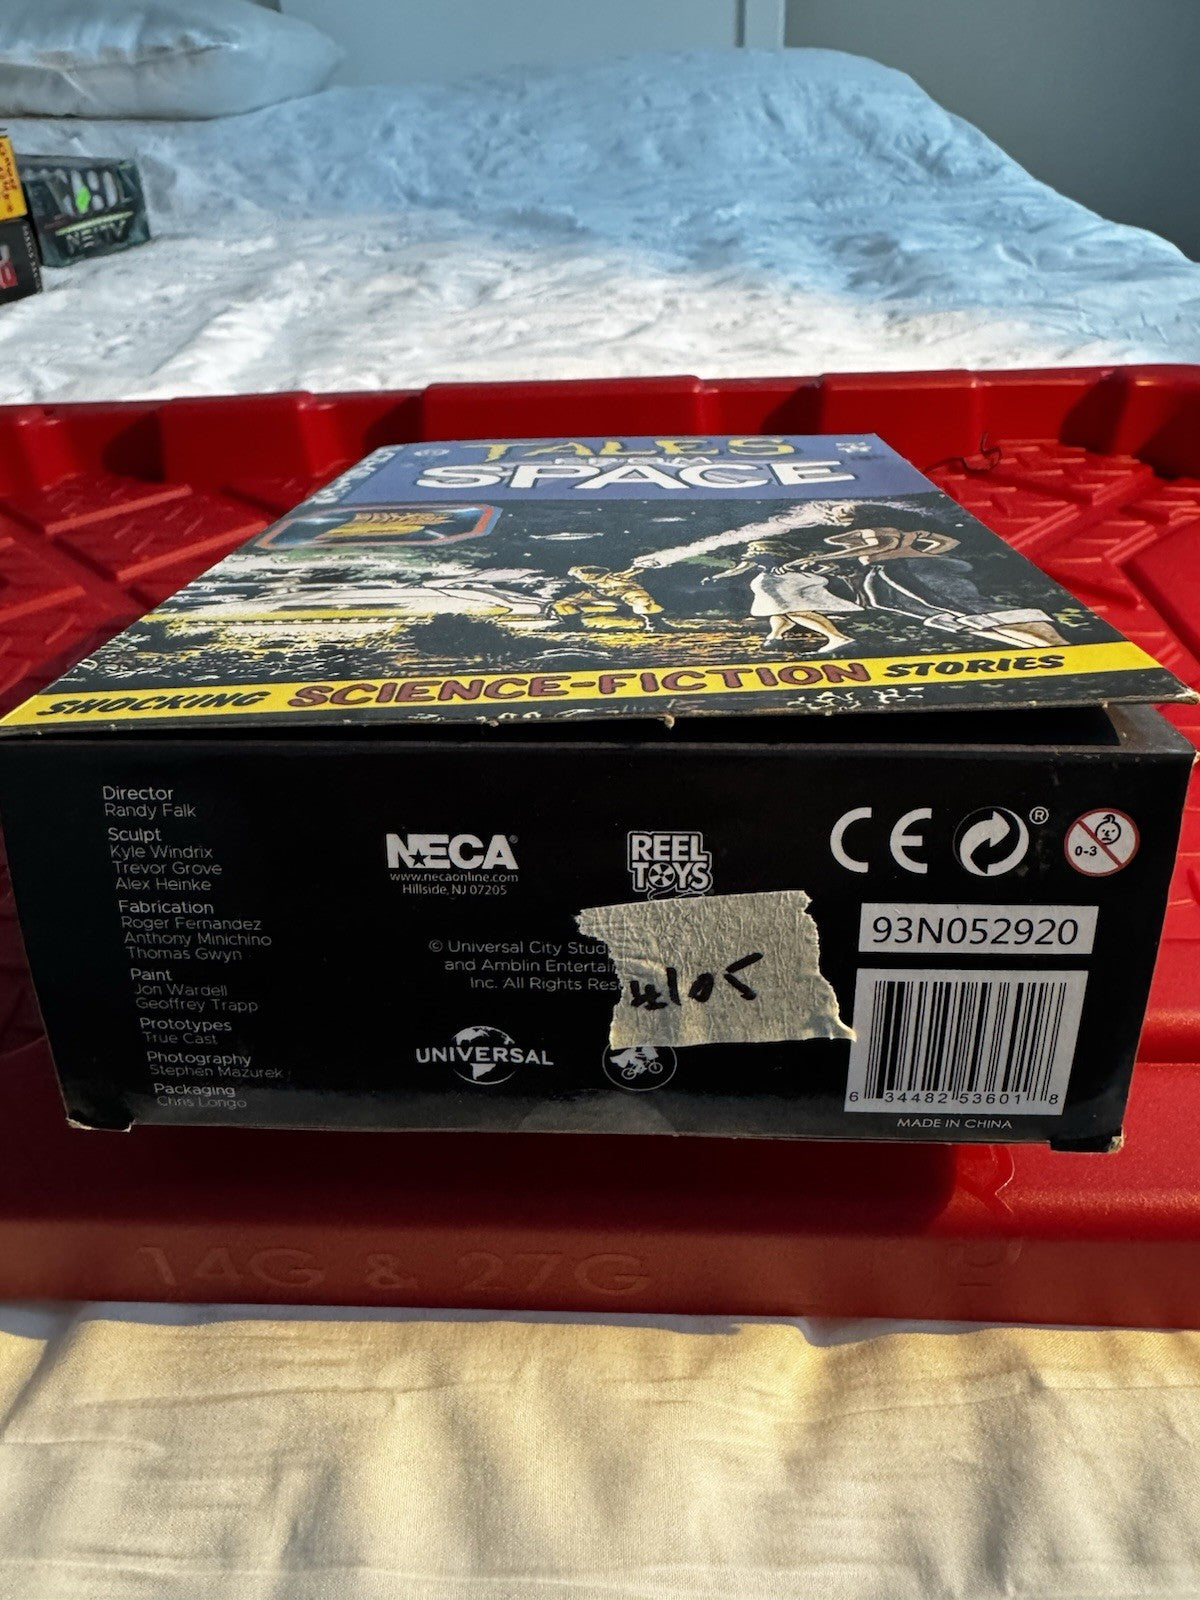 TALES
FROM
SPACE
SHOCKING SCIENCE-FICTION STORIES
Director
Randy Falk
Sculpt
Kyle Windrix
Trevor Grove
Alex Heinke
Fabrication
Roger Fernandez
Anthony Minichino
Thomas Gwyn
Paint
Jon Wardell
Geoffrey Trapp
Prototypes
True Cast
Photography
Stephen Mazurek
Packaging
Chris Longo
NECA®
www.necaonline.com
Hillside, NJ 07205
REEL
TOYS
© Universal City Stud
and Amblin Entertai
Inc. All Rights Res
UNIVERSAL
105
CE ®
0-3
93N052920
6 34482 53601 8
MADE IN CHINA
14G & 27G
ALIEN